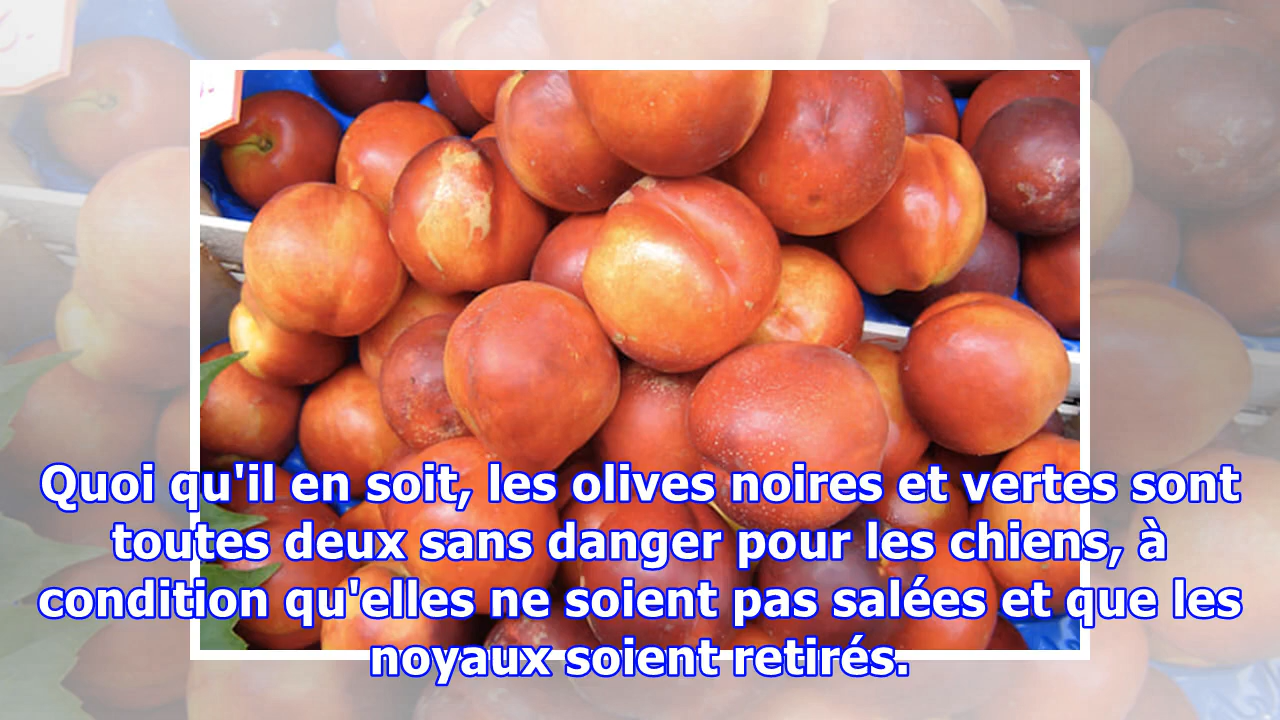 Quoi qu'il en soit, les olives noires et vertes sont
toutes deux sans danger pour les chiens, à
condition qu'elles ne soient pas salées et que les
noyaux soient retirés.